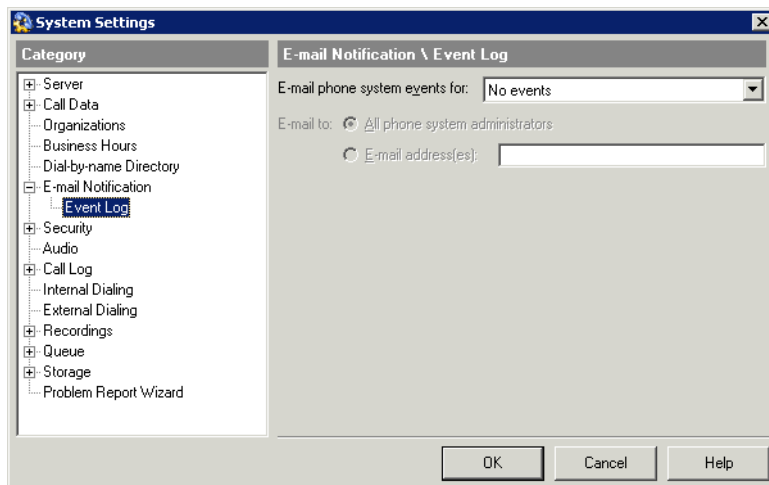 System Settings
Category
Server
Call Data
Organizations
Business Hours
Dial-by-name Directory
E-mail Notification
Event Log
Security
Audio
Call Log
Internal Dialing
External Dialing
Recordings
Queue
Storage
Problem Report Wizard
E-mail Notification \ Event Log
E-mail phone system events for: No events
E-mail to: All phone system administrators
E-mail address(es):
OK Cancel Help